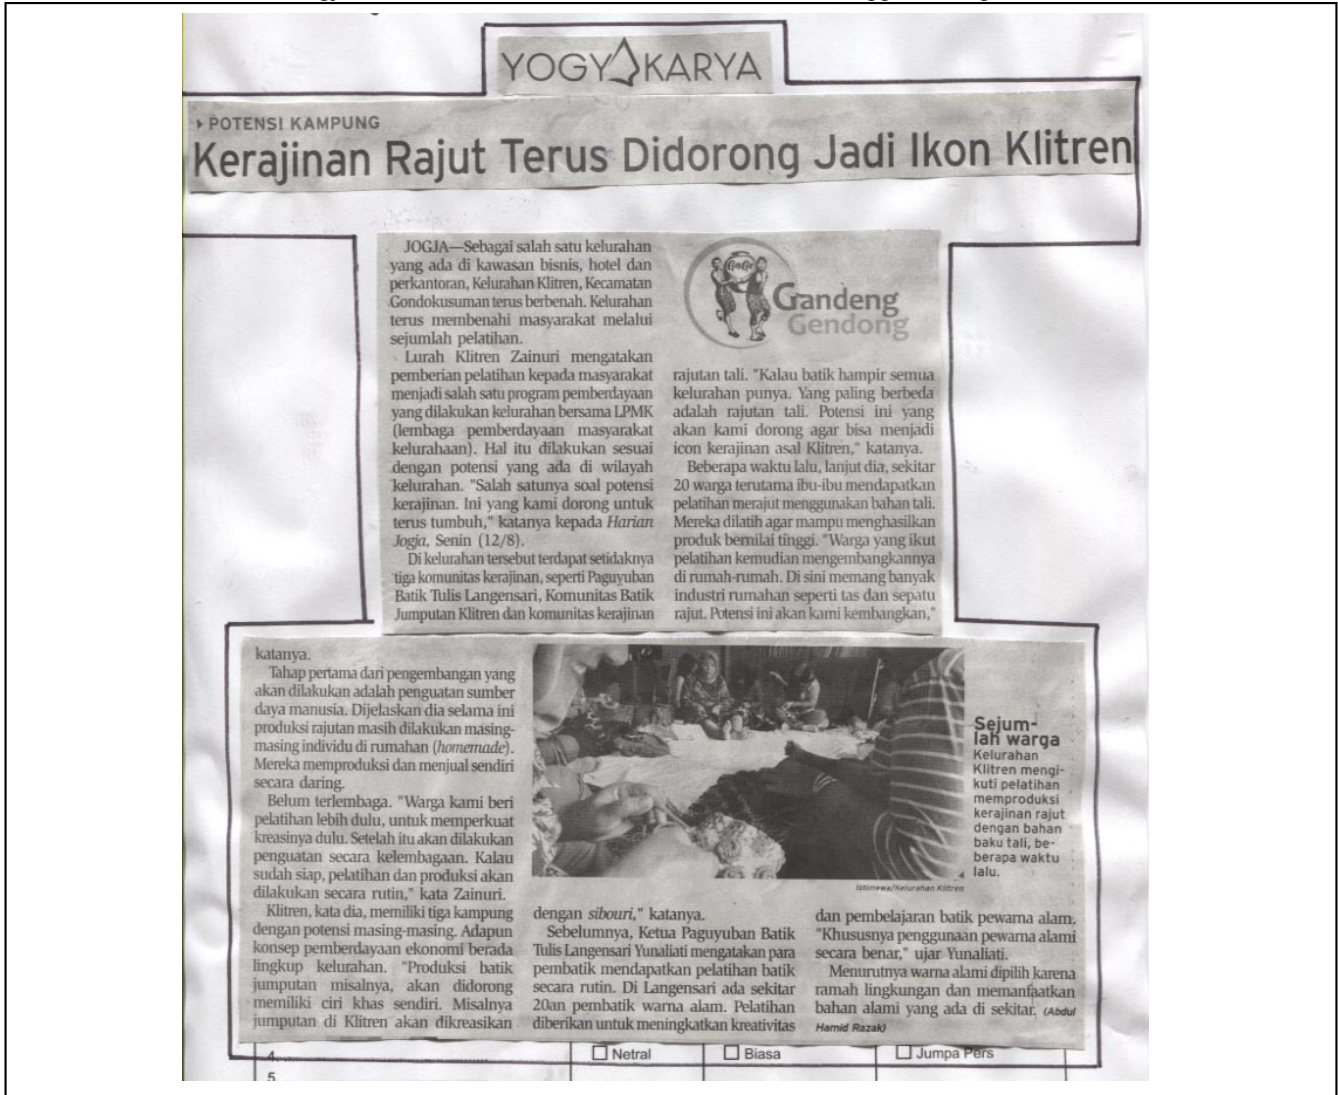 YOGYAKARYA
POTENSI KAMPUNG
Kerajinan Rajut Terus Didorong Jadi Ikon Klitren
JOGJA—Sebagai salah satu kelurahan
yang ada di kawasan bisnis, hotel dan
perkantoran, Kelurahan Klitren, Kecamatan
Gondokusuman terus berbenah. Kelurahan
terus membenahi masyarakat melalui
sejumlah pelatihan.
Lurah Klitren Zainuri mengatakan
pemberian pelatihan kepada masyarakat
menjadi salah satu program pemberdayaan
yang dilakukan kelurahan bersama LPMK
(lembaga pemberdayaan masyarakat
kelurahaan). Hal itu dilakukan sesuai
dengan potensi yang ada di wilayah
kelurahan. "Salah satunya soal potensi
kerajinan. Ini yang kami dorong untuk
terus tumbuh," katanya kepada Harian
Jogja, Senin (12/8).
Di kelurahan tersebut terdapat setidaknya
tiga komunitas kerajinan, seperti Paguyuban
Batik Tulis Langensari, Komunitas Batik
Jumputan Klitren dan komunitas kerajinan
GaGe
Gandeng
Gendong
rajutan tali. "Kalau batik hampir semua
kelurahan punya. Yang paling berbeda
adalah rajutan tali. Potensi ini yang
akan kami dorong agar bisa menjadi
icon kerajinan asal Klitren," katanya.
Beberapa waktu lalu, lanjut dia, sekitar
20 warga terutama ibu-ibu mendapatkan
pelatihan merajut menggunakan bahan tali.
Mereka dilatih agar mampu menghasilkan
produk bernilai tinggi. "Warga yang ikut
pelatihan kemudian mengembangkannya
di rumah-rumah. Di sini memang banyak
industri rumahan seperti tas dan sepatu
rajut. Potensi ini akan kami kembangkan,"
katanya.
Tahap pertama dari pengembangan yang
akan dilakukan adalah penguatan sumber
daya manusia. Dijelaskan dia selama ini
produksi rajutan masih dilakukan masing-
masing individu di rumahan (homemade).
Mereka memproduksi dan menjual sendiri
secara daring.
Belum terlembaga. "Warga kami beri
pelatihan lebih dulu, untuk memperkuat
kreasinya dulu. Setelah itu akan dilakukan
penguatan secara kelembagaan. Kalau
sudah siap, pelatihan dan produksi akan
dilakukan secara rutin," kata Zainuri.
Klitren, kata dia, memiliki tiga kampung
dengan potensi masing-masing. Adapun
konsep pemberdayaan ekonomi berada
lingkup kelurahan. "Produksi batik
jumputan misalnya, akan didorong
memiliki ciri khas sendiri. Misalnya
jumputan di Klitren akan dikreasikan
Sejum-
lah warga
Kelurahan
Klitren mengi-
kuti pelatihan
memproduksi
kerajinan rajut
dengan bahan
baku tali, be-
berapa waktu
lalu.
Istimewa/Kelurahan Klitren
dengan sibouri," katanya.
Sebelumnya, Ketua Paguyuban Batik
Tulis Langensari Yunaliati mengatakan para
pembatik mendapatkan pelatihan batik
secara rutin. Di Langensari ada sekitar
20an pembatik warna alam. Pelatihan
diberikan untuk meningkatkan kreativitas
dan pembelajaran batik pewarna alam.
"Khususnya penggunaan pewarna alami
secara benar," ujar Yunaliati.
Menurutnya warna alami dipilih karena
ramah lingkungan dan memanfaatkan
bahan alami yang ada di sekitar. (Abdul
Hamid Razak)
4. Netral Biasa Jumpa Pers
5